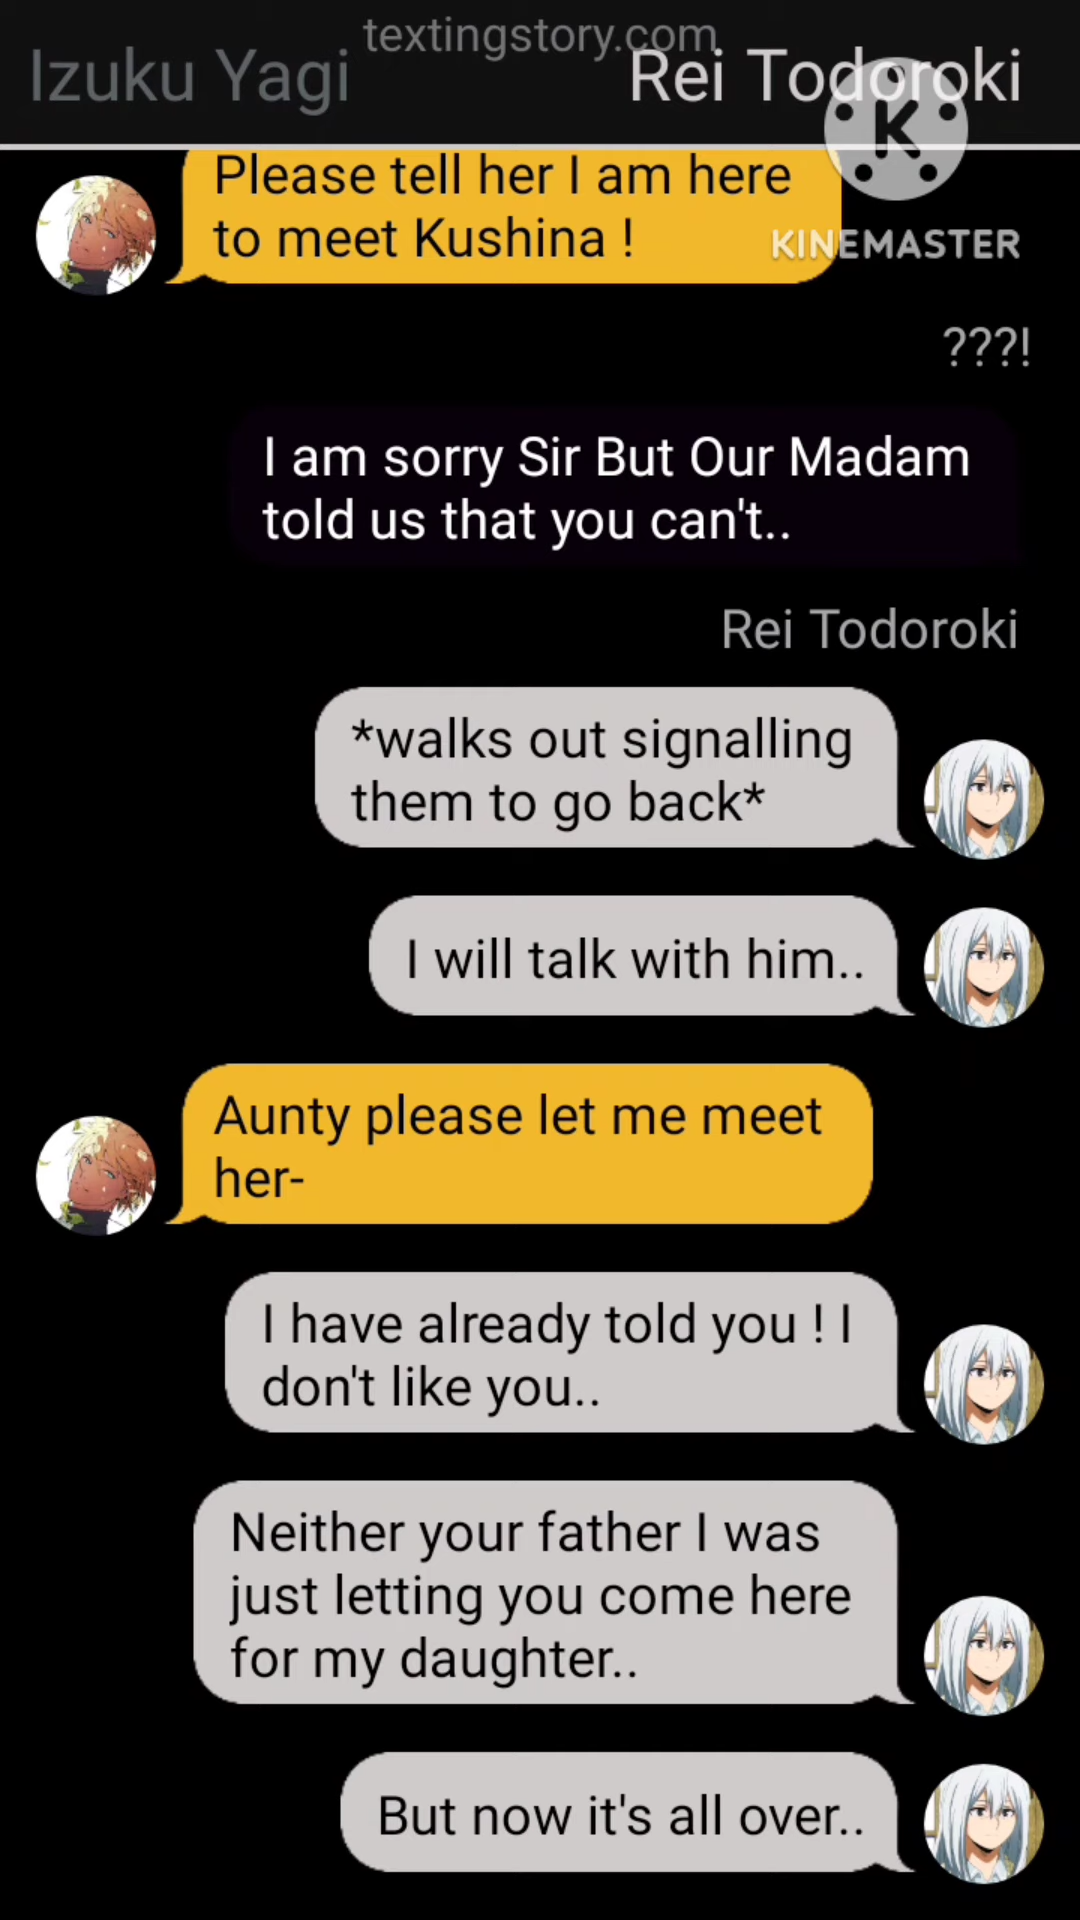 textingstory.com
Izuku Yagi
Rei Todoroki
K
KINEMASTER
Please tell her I am here
to meet Kushina !
???!
I am sorry Sir But Our Madam
told us that you can't..
Rei Todoroki
*walks out signalling
them to go back*
I will talk with him..
Aunty please let me meet
her-
I have already told you ! I
don't like you..
Neither your father I was
just letting you come here
for my daughter..
But now it's all over..